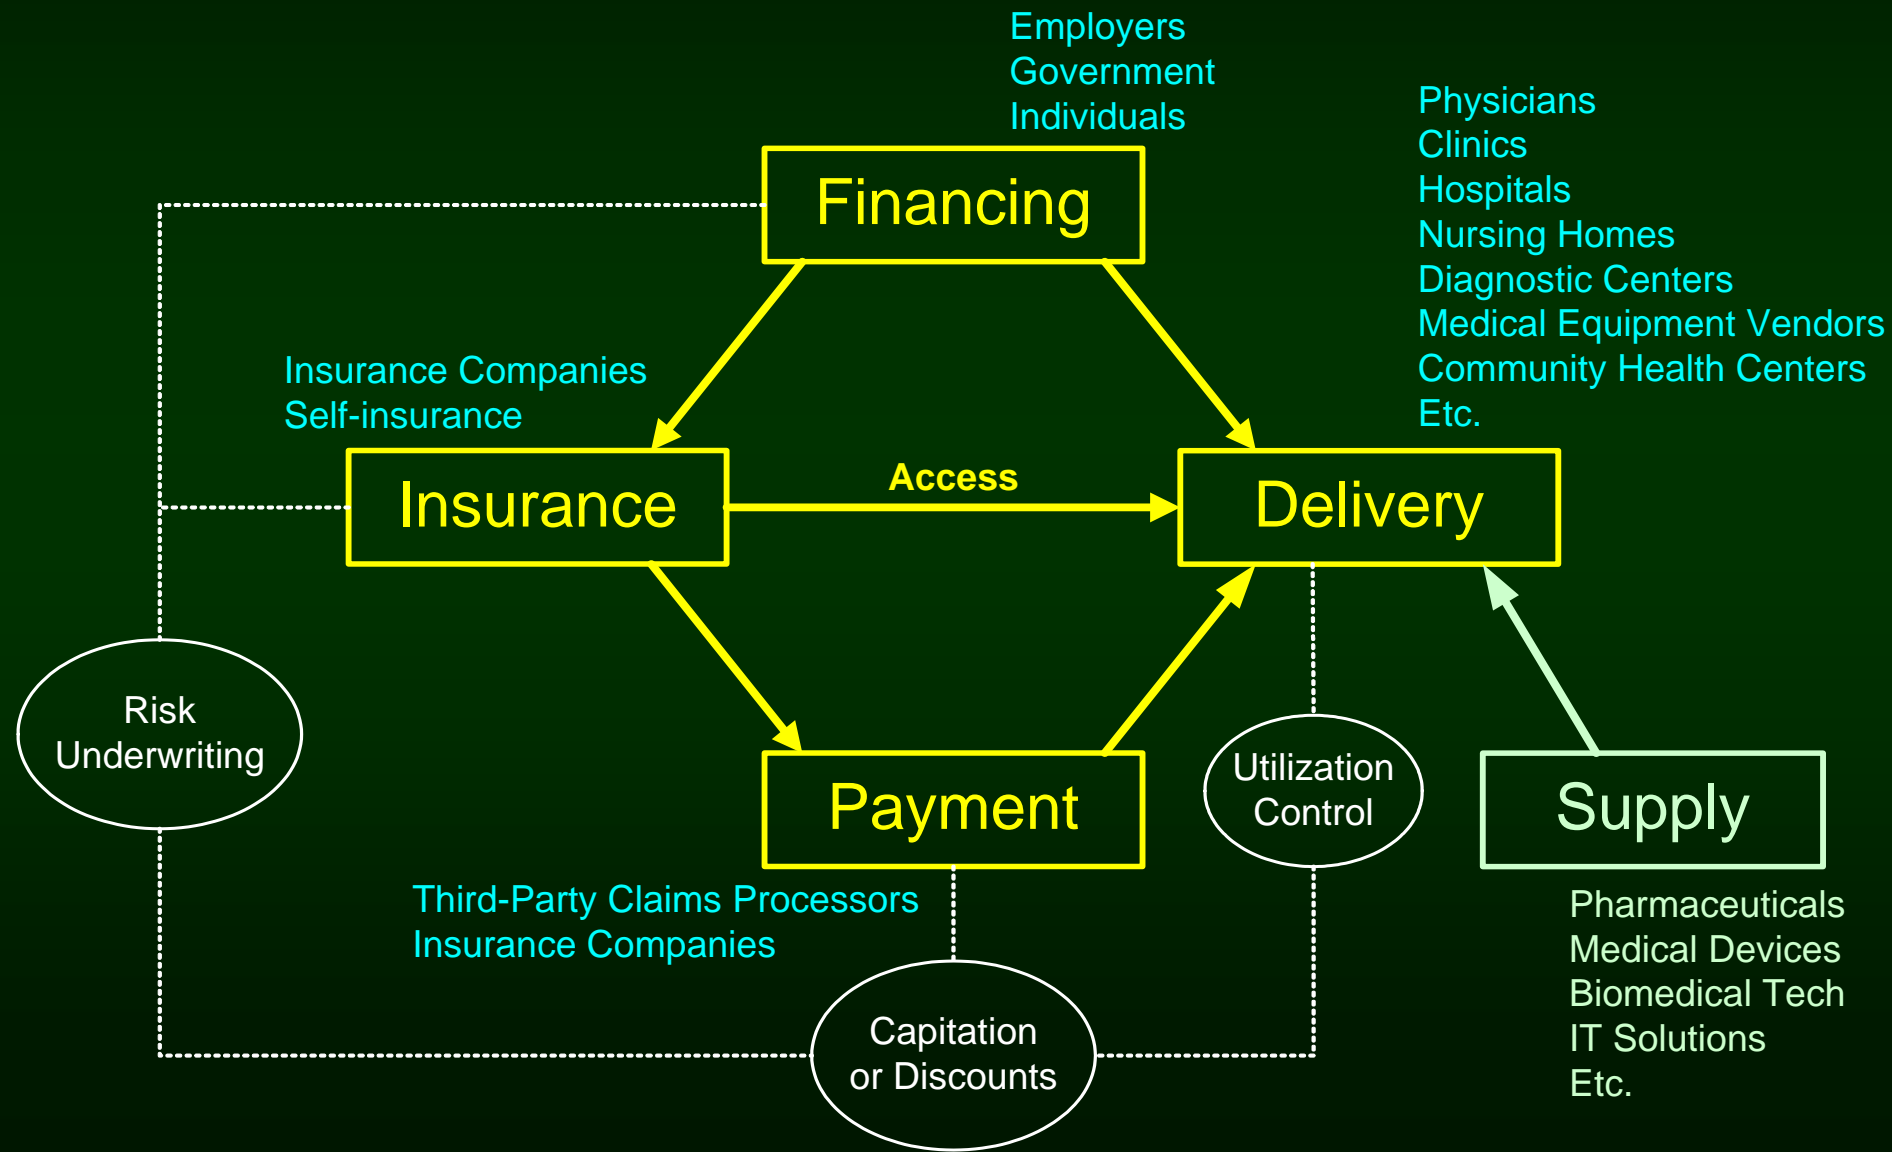 Employers
Government
Individuals
Financing
Physicians
Clinics
Hospitals
Nursing Homes
Diagnostic Centers
Medical Equipment Vendors
Community Health Centers
Etc.
Insurance Companies
Self-insurance
Insurance
Access
Delivery
Risk
Underwriting
Payment
Utilization
Control
Supply
Third-Party Claims Processors
Insurance Companies
Capitation
or Discounts
Pharmaceuticals
Medical Devices
Biomedical Tech
IT Solutions
Etc.